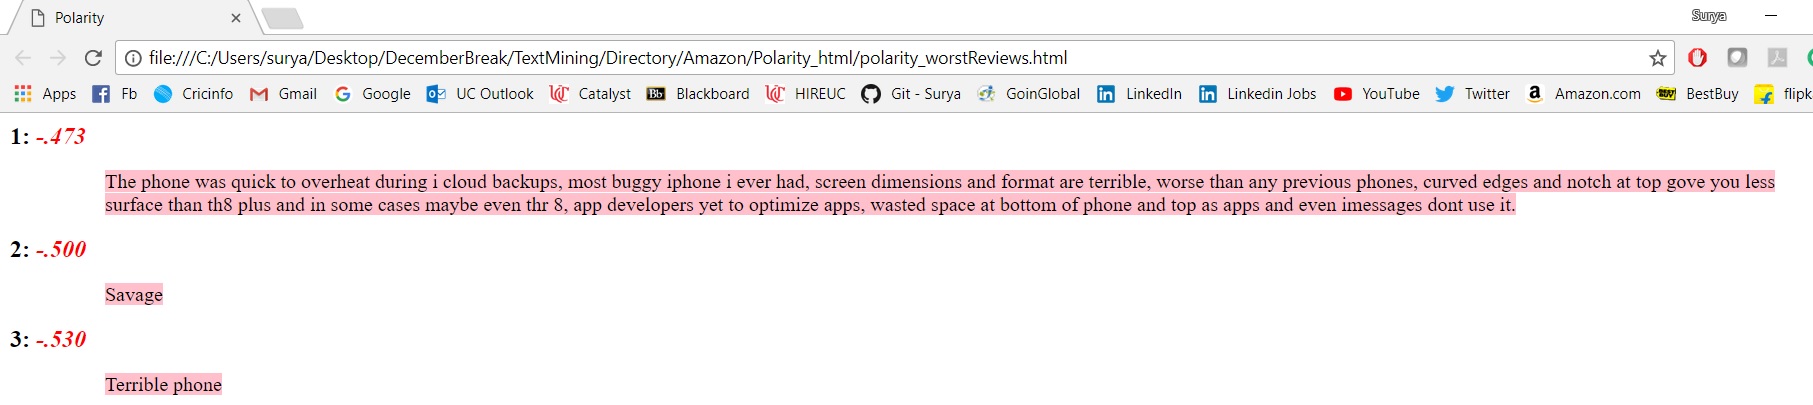 Polarity
Surya
file:///C:/Users/surya/Desktop/DecemberBreak/TextMining/Directory/Amazon/Polarity_html/polarity_worstReviews.html
Apps Fb Cricinfo Gmail Google UC Outlook Catalyst Bb Blackboard HIREUC Git - Surya GoinGlobal LinkedIn Linkedin Jobs YouTube Twitter Amazon.com BestBuy flipk
1: -.473
The phone was quick to overheat during i cloud backups, most buggy iphone i ever had, screen dimensions and format are terrible, worse than any previous phones, curved edges and notch at top gove you less
surface than th8 plus and in some cases maybe even thr 8, app developers yet to optimize apps, wasted space at bottom of phone and top as apps and even imessages dont use it.
2: -.500
Savage
3: -.530
Terrible phone